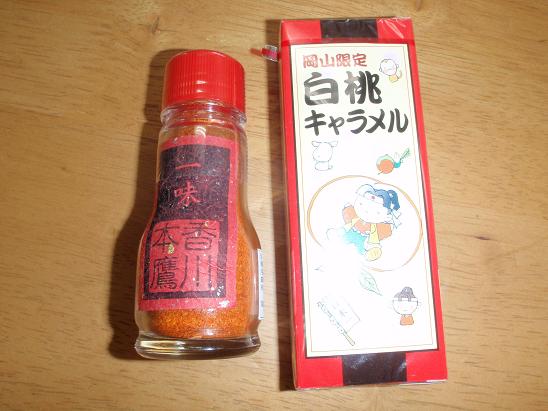 一味
香川
本鷹
岡山限定
白桃
キャラメル